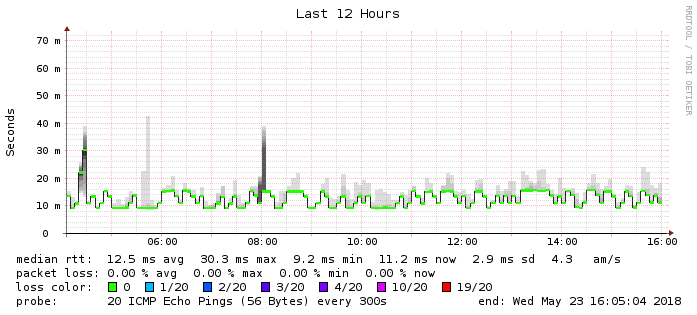 Last 12 Hours
RRDTOOL / TOBI OETIKER
Seconds
70 m
60 m
50 m
40 m
30 m
20 m
10 m
0
06:00 08:00 10:00 12:00 14:00 16:00
median rtt: 12.5 ms avg 30.3 ms max 9.2 ms min 11.2 ms now 2.9 ms sd 4.3 am/s
packet loss: 0.00 % avg 0.00 % max 0.00 % min 0.00 % now
loss color: 0 1/20 2/20 3/20 4/20 10/20 19/20
probe: 20 ICMP Echo Pings (56 Bytes) every 300s end: Wed May 23 16:05:04 2018